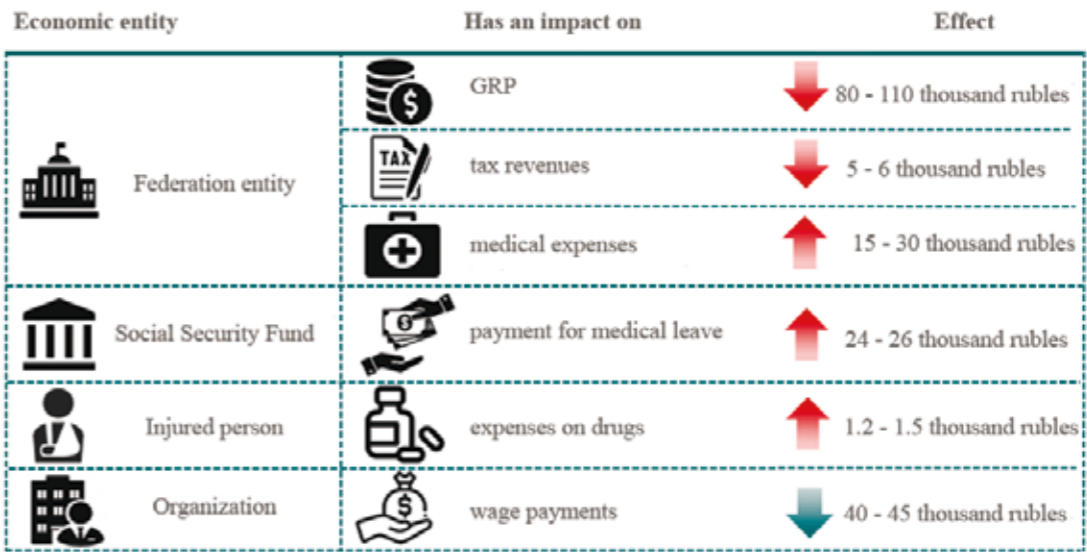 Economic entity Has an impact on Effect
GRP 80 - 110 thousand rubles
TAX tax revenues 5 - 6 thousand rubles
Federation entity
medical expenses 15 - 30 thousand rubles
Social Security Fund payment for medical leave 24 - 26 thousand rubles
Injured person expenses on drugs 1.2 - 1.5 thousand rubles
Organization wage payments 40 - 45 thousand rubles